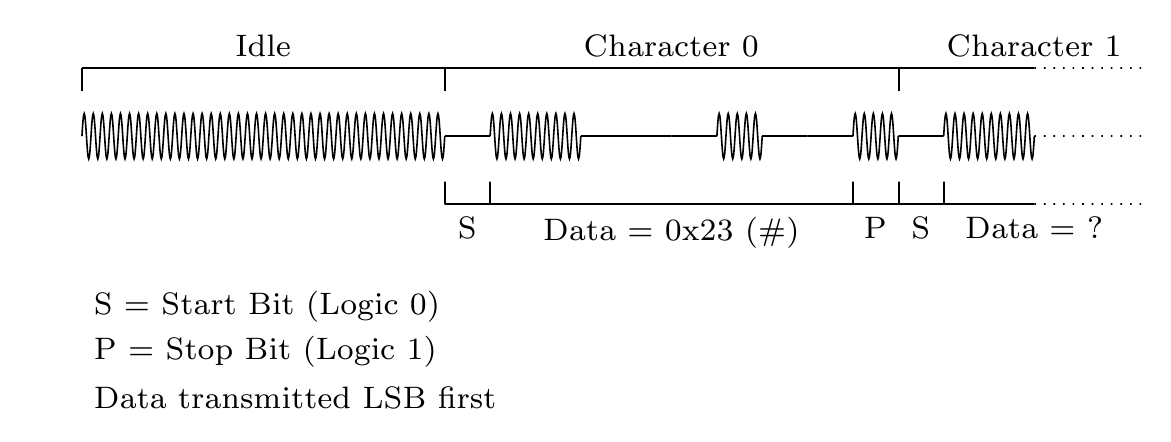 Idle Character 0 Character 1
S Data = 0x23 (#) P S Data = ?
S = Start Bit (Logic 0)
P = Stop Bit (Logic 1)
Data transmitted LSB first